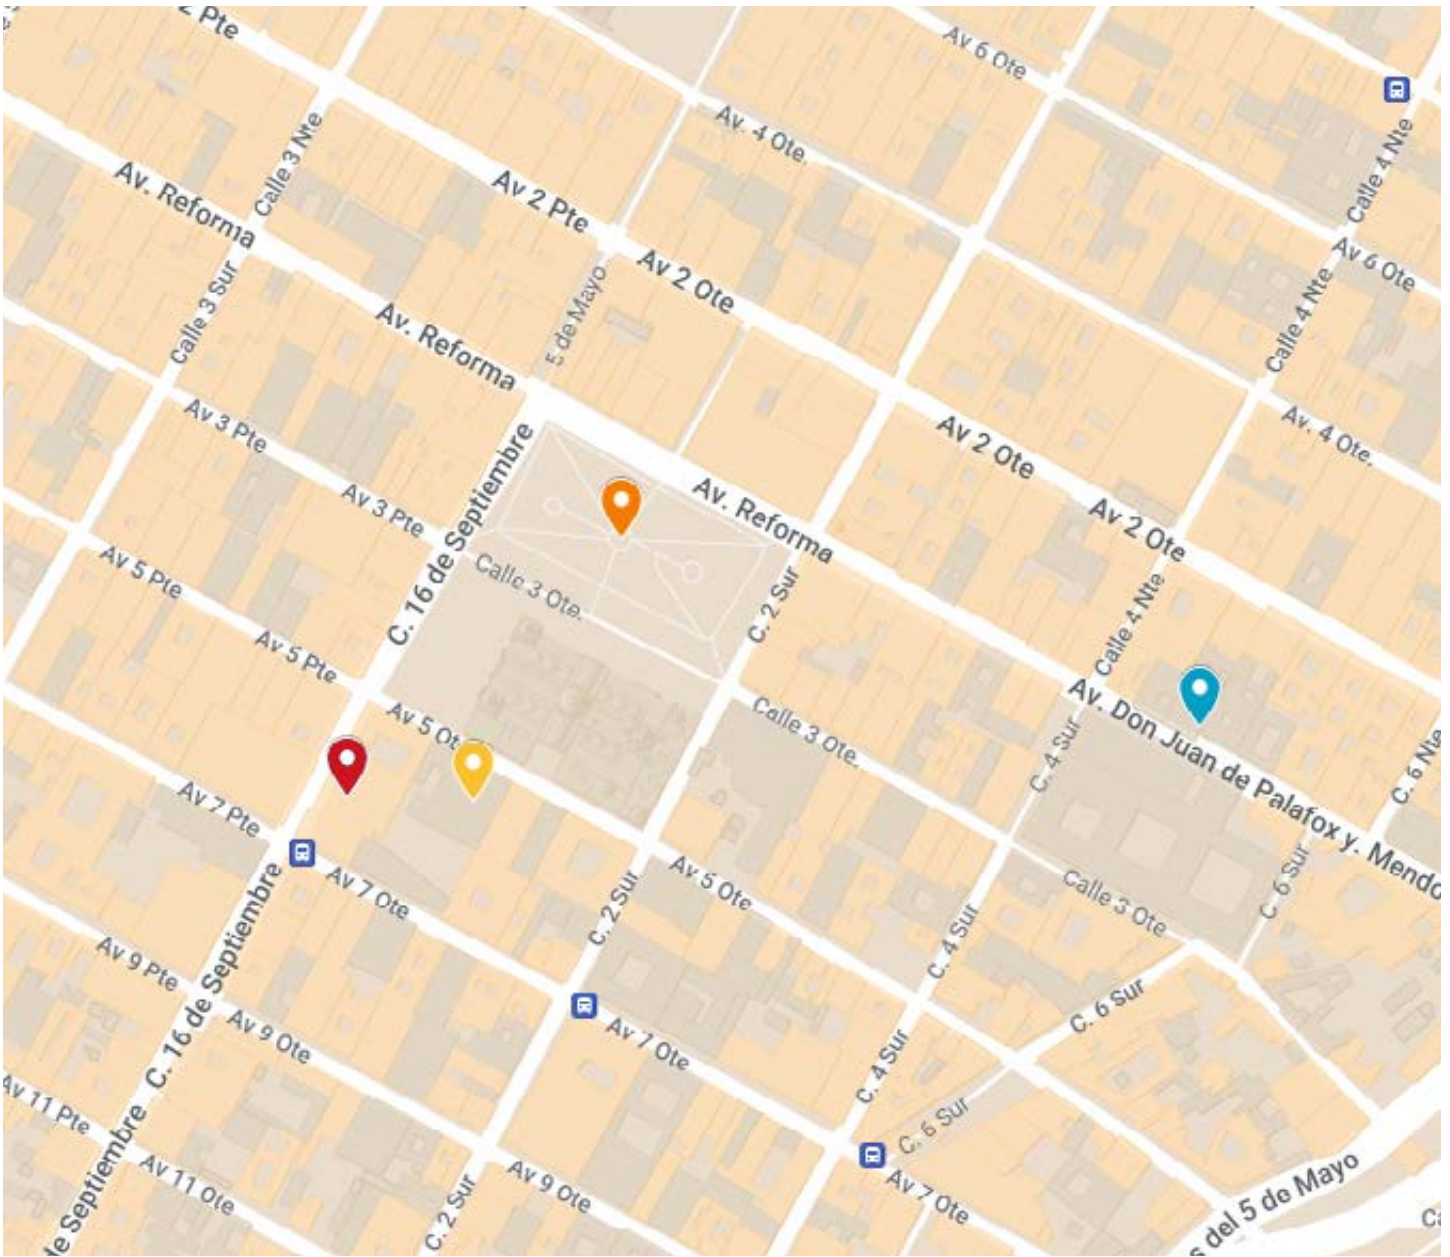 2 Pte
Av 6 Ote
Av. 4 Ote.
Calle 3 Nte
Calle 4 Nte
Av. Reforma
Av 2 Pte
Av 6 Ote
Av 2 Ote
Calle 3 Sur
5 de Mayo
Calle 4 Nte
Av. Reforma
Av 3 Pte
Av 2 Ote
Av. 4 Ote.
Av 3 Pte
C. 16 de Septiembre
Av. Reforma
Av 2 Ote
Av 5 Pte
Calle 3 Ote.
C. 2 Sur
Calle 4 Nte
Av 5 Pte
Av 5 Ot
Calle 3 Ote.
C. 4 Sur
Av. Don Juan de Palafox y. Mendo
C. 6 Nte
Av 7 Pte
Av 7 Ote
Av 5 Ote
C. 2 Sur
Calle 3 Ote
C. 6 Sur
Av 9 Pte
C. 16 de Septiembre
C. 4 Sur
Av 9 Ote
Av 7 Ote
C. 4 Sur
C. 6 Sur
Av 11 Pte
C. 6 Sur
Av 11 Ote
Av 9 Ote
Av 7 Ote
de Septiembre
C. 2 Sur
s del 5 de Mayo
Ca